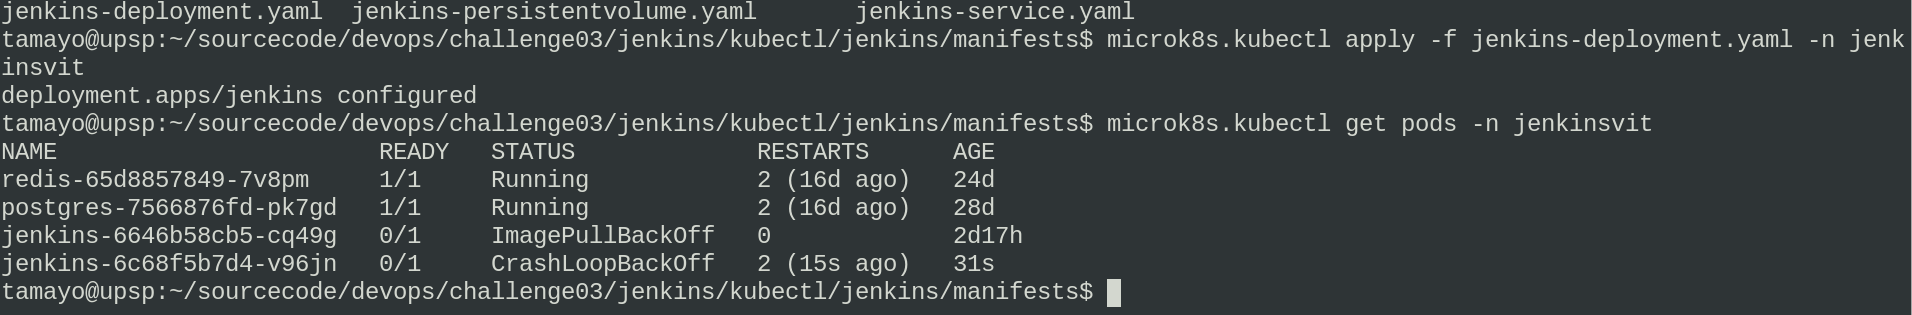 jenkins-deployment.yaml  jenkins-persistentvolume.yaml       jenkins-service.yaml
tamayo@upsp:~/sourcecode/devops/challenge03/jenkins/kubectl/jenkins/manifests$ microk8s.kubectl apply -f jenkins-deployment.yaml -n jenk
insvit
deployment.apps/jenkins configured
tamayo@upsp:~/sourcecode/devops/challenge03/jenkins/kubectl/jenkins/manifests$ microk8s.kubectl get pods -n jenkinsvit
NAME                       READY   STATUS             RESTARTS      AGE
redis-65d8857849-7v8pm     1/1     Running            2 (16d ago)   24d
postgres-7566876fd-pk7gd   1/1     Running            2 (16d ago)   28d
jenkins-6646b58cb5-cq49g   0/1     ImagePullBackOff   0             2d17h
jenkins-6c68f5b7d4-v96jn   0/1     CrashLoopBackOff   2 (15s ago)   31s
tamayo@upsp:~/sourcecode/devops/challenge03/jenkins/kubectl/jenkins/manifests$